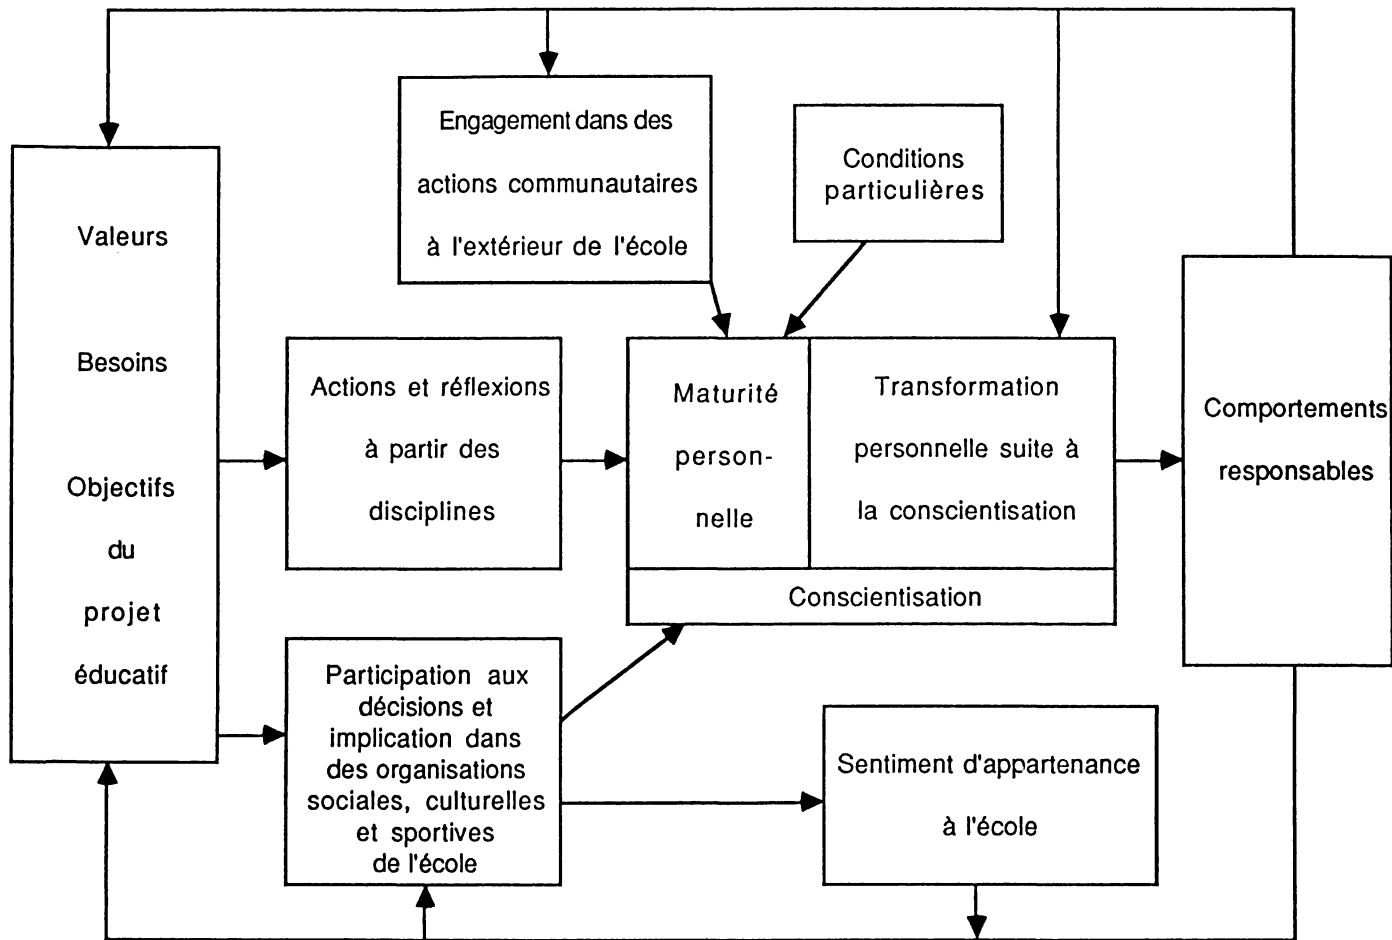 Engagement dans des
actions communautaires
à l'extérieur de l'école
Conditions
particulières
Valeurs
Besoins
Objectifs
du
projet
éducatif
Actions et réflexions
à partir des
disciplines
Maturité
person-
nelle
Transformation
personnelle suite à
la conscientisation
Conscientisation
Comportements
responsables
Participation aux
décisions et
implication dans
des organisations
sociales, culturelles
et sportives
de l'école
Sentiment d'appartenance
à l'école